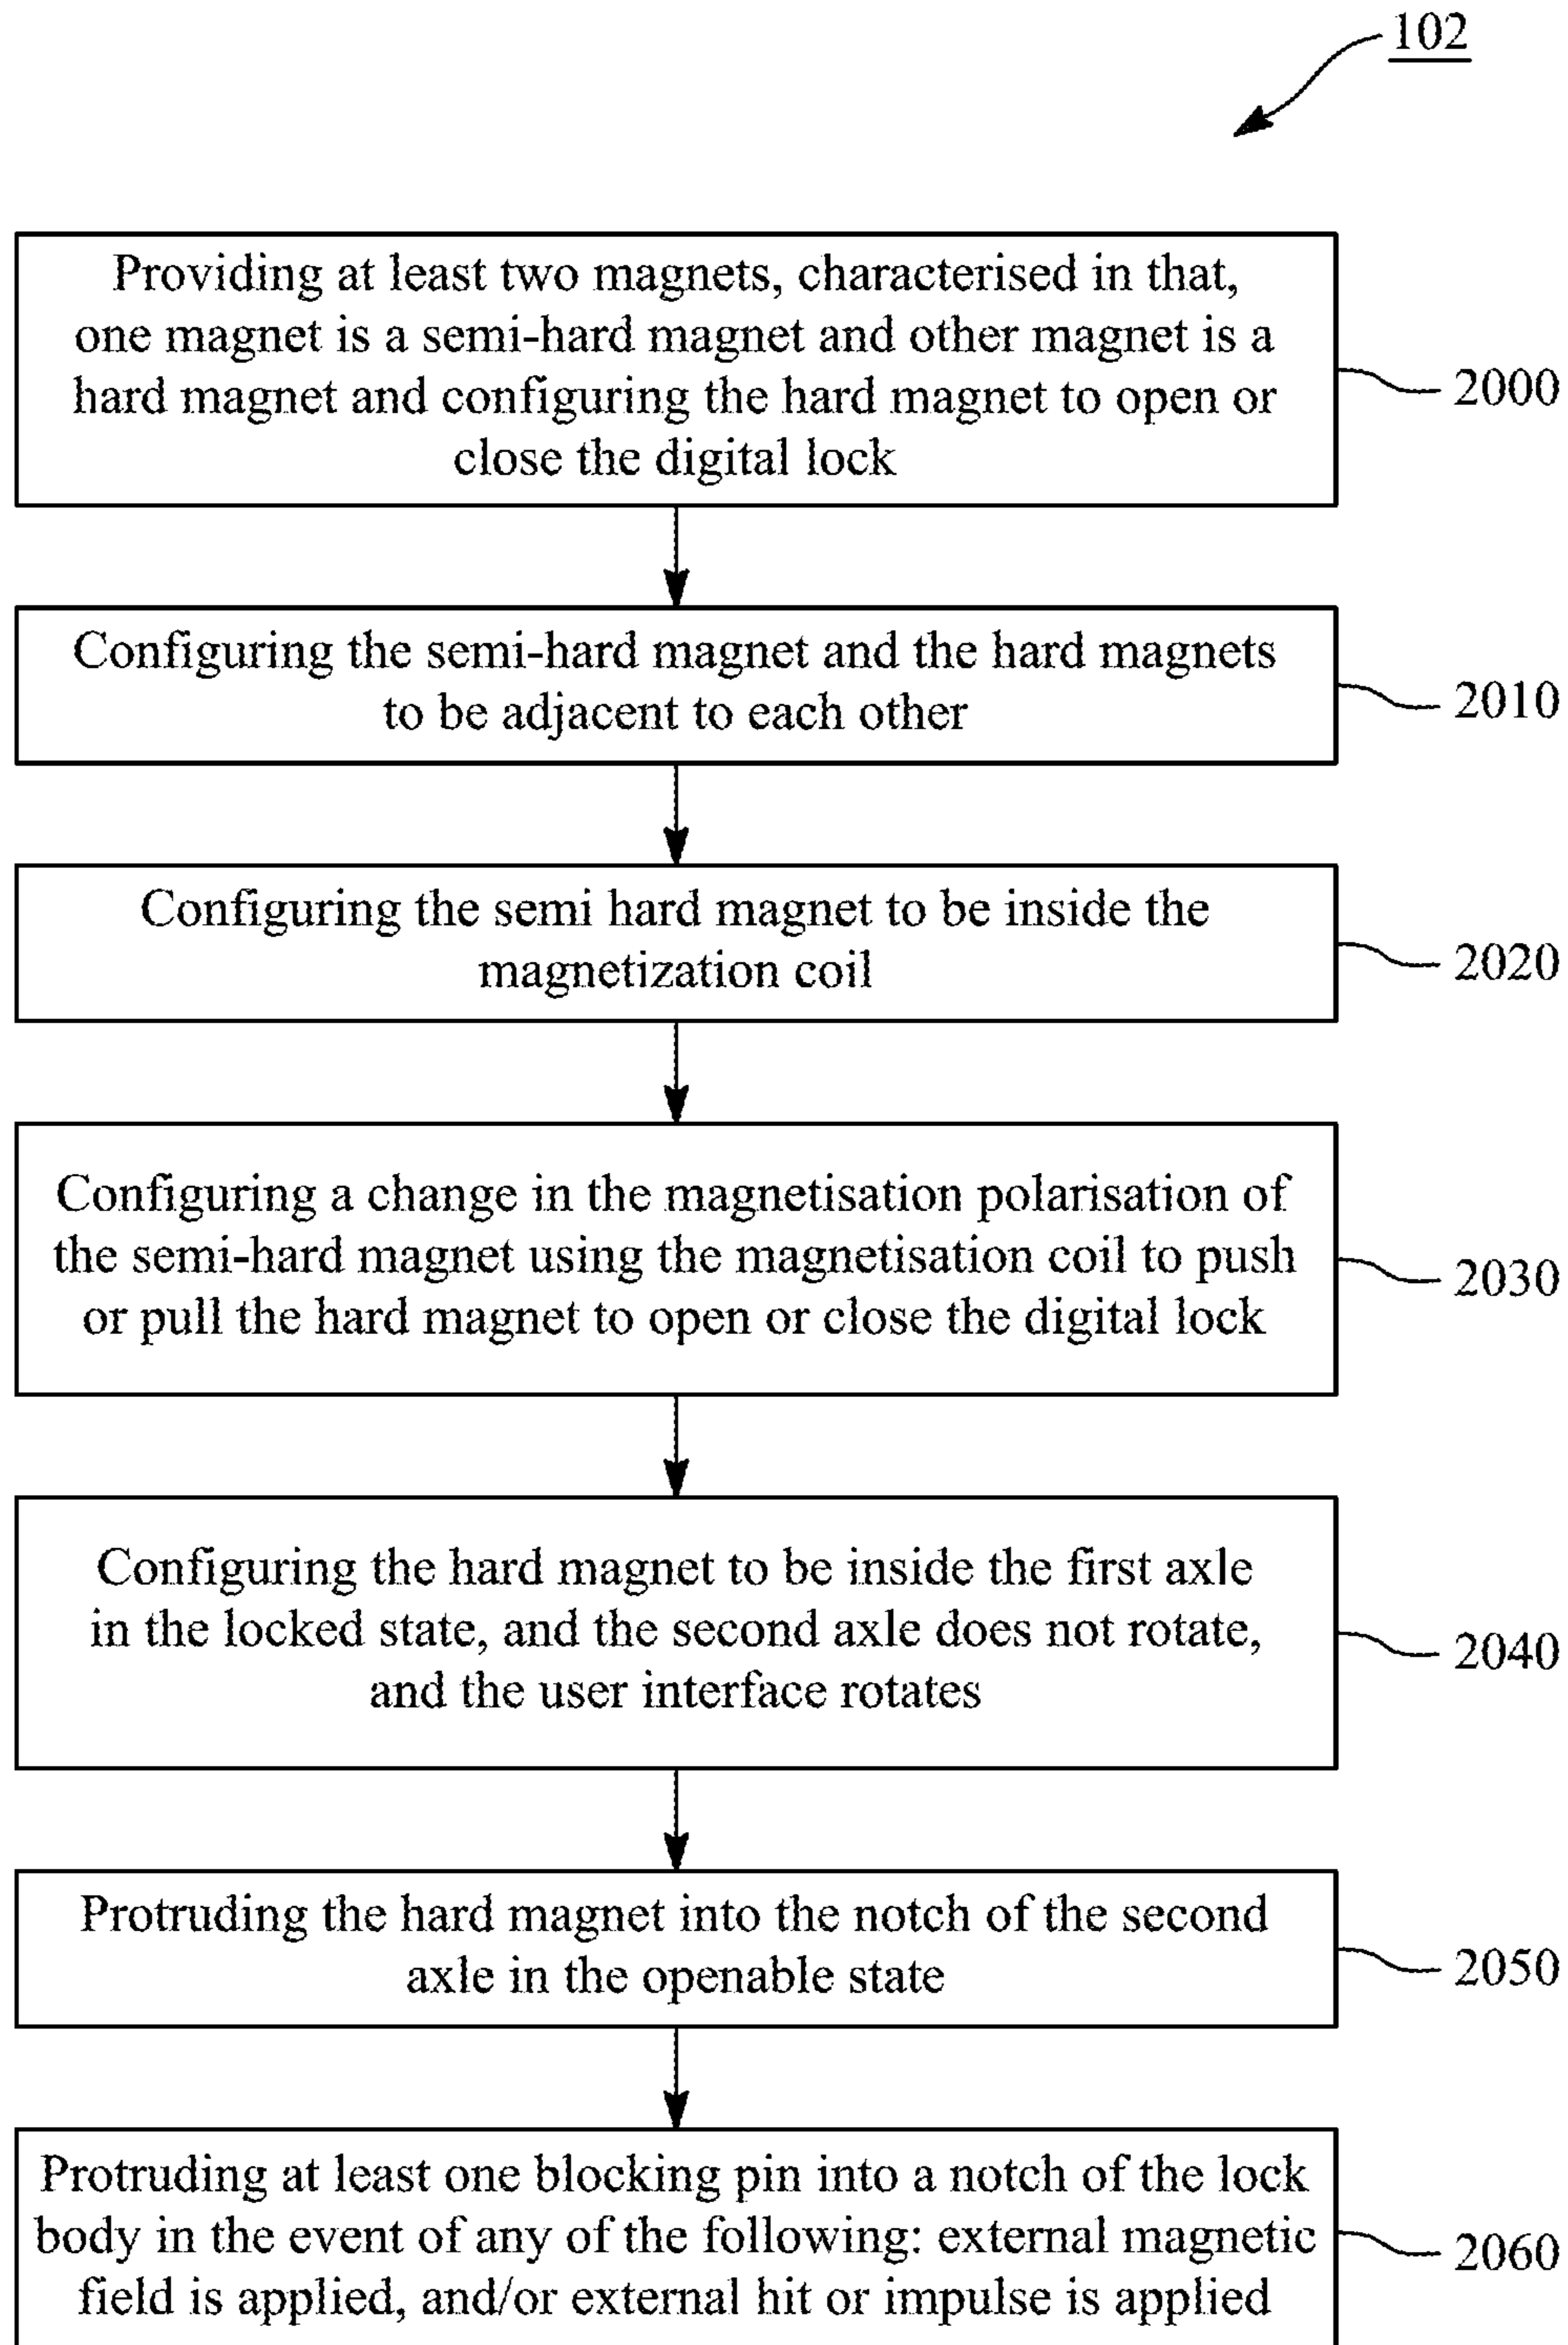 102
Providing at least two magnets, characterised in that,
one magnet is a semi-hard magnet and other magnet is a
hard magnet and configuring the hard magnet to open or
close the digital lock
2000
Configuring the semi-hard magnet and the hard magnets
to be adjacent to each other
2010
Configuring the semi hard magnet to be inside the
magnetization coil
2020
Configuring a change in the magnetisation polarisation of
the semi-hard magnet using the magnetisation coil to push
or pull the hard magnet to open or close the digital lock
2030
Configuring the hard magnet to be inside the first axle
in the locked state, and the second axle does not rotate,
and the user interface rotates
2040
Protruding the hard magnet into the notch of the second
axle in the openable state
2050
Protruding at least one blocking pin into a notch of the lock
body in the event of any of the following: external magnetic
field is applied, and/or external hit or impulse is applied
2060